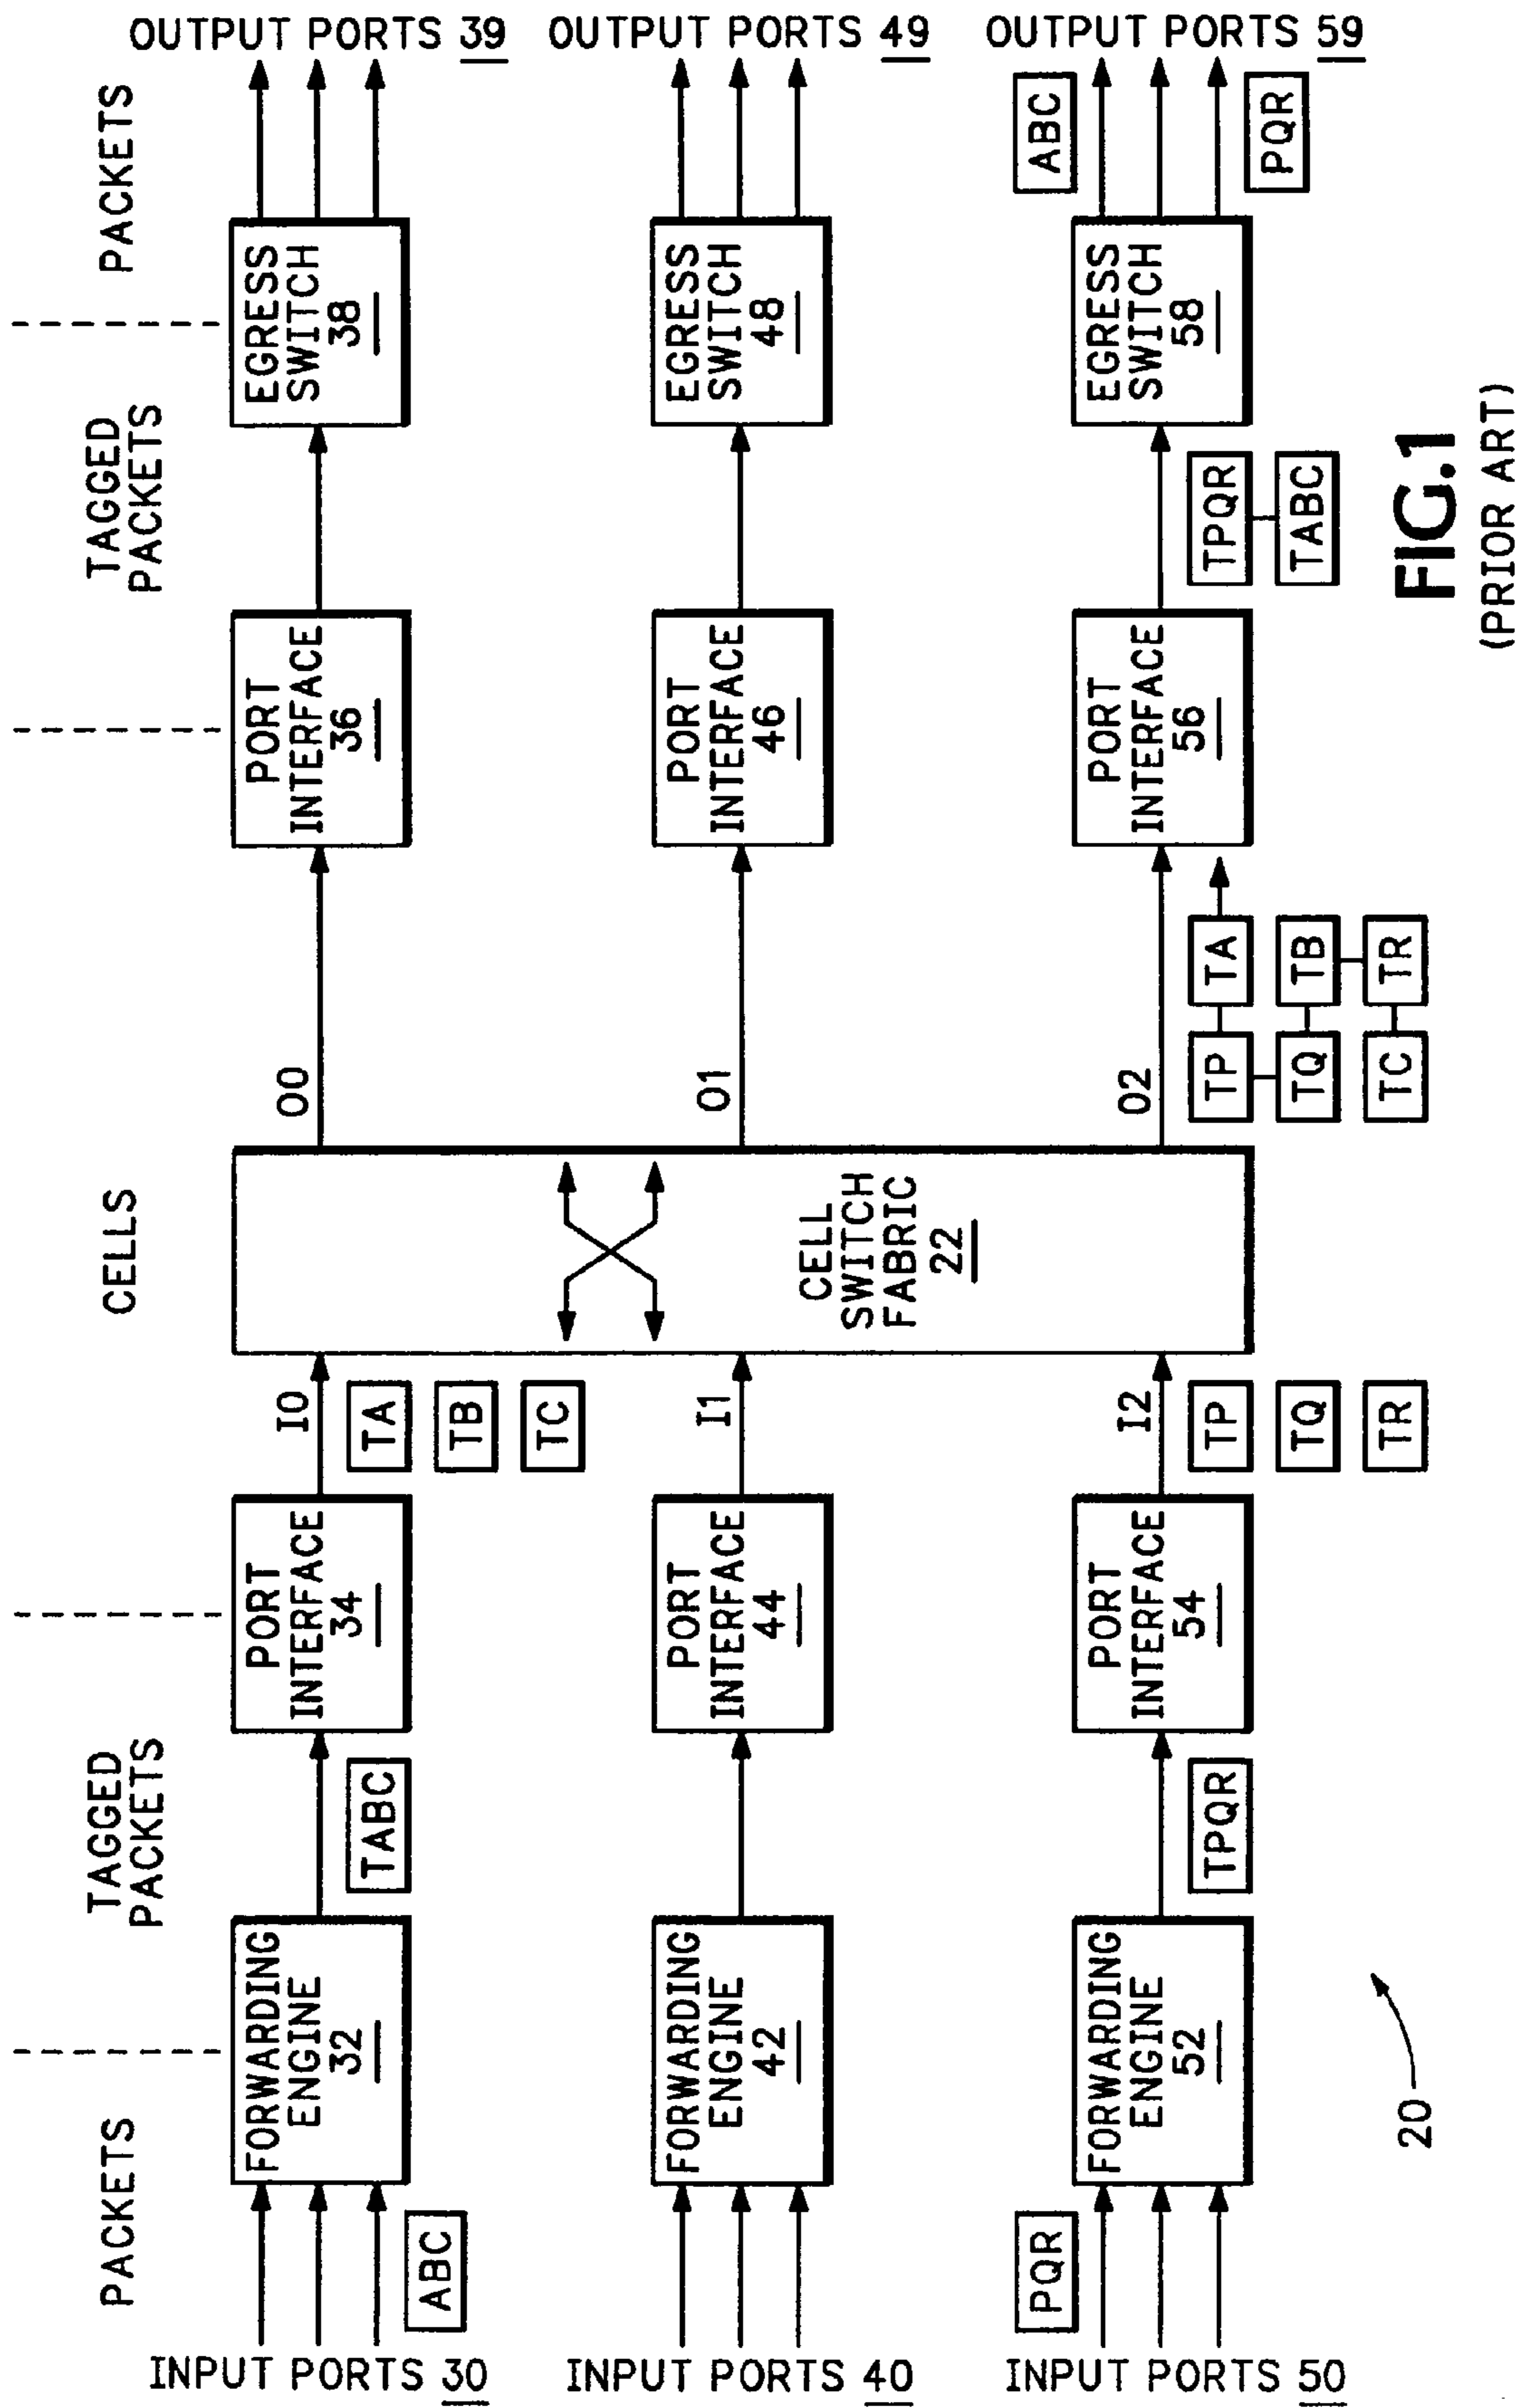 PACKETS
TAGGED
PACKETS
CELLS
TAGGED
PACKETS
PACKETS
INPUT PORTS 30
ABC
FORWARDING
ENGINE
32
TABC
PORT
INTERFACE
34
I0
TA
TB
TC
O0
PORT
INTERFACE
36
EGRESS
SWITCH
38
OUTPUT PORTS 39
INPUT PORTS 40
FORWARDING
ENGINE
42
PORT
INTERFACE
44
I1
CELL
SWITCH
FABRIC
22
O1
PORT
INTERFACE
46
EGRESS
SWITCH
48
OUTPUT PORTS 49
INPUT PORTS 50
PQR
FORWARDING
ENGINE
52
TPQR
PORT
INTERFACE
54
I2
TP
TQ
TR
O2
TP
TA
TQ
TB
TC
TR
PORT
INTERFACE
56
TPQR
TABC
EGRESS
SWITCH
58
ABC
PQR
OUTPUT PORTS 59
20
FIG.1
(PRIOR ART)